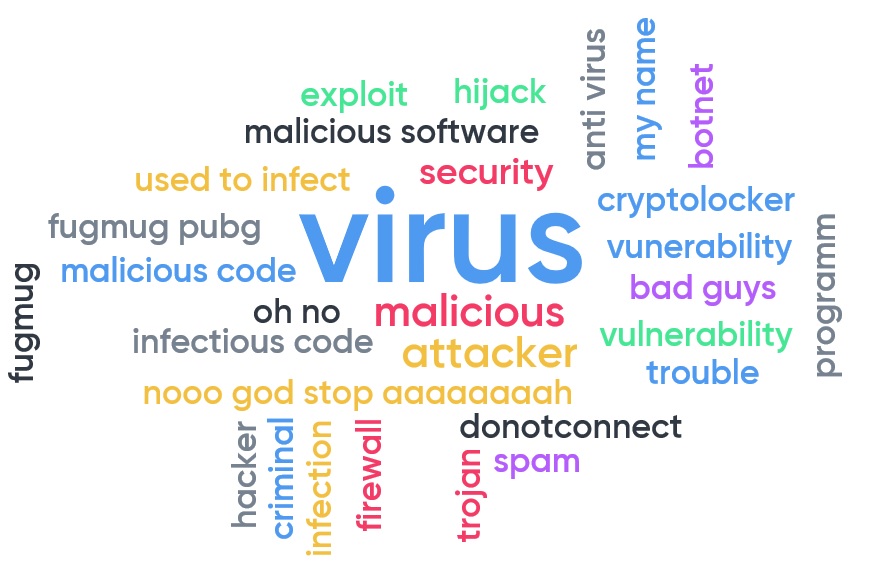 anti virus
my name
botnet
exploit
hijack
malicious software
used to infect
security
virus
cryptolocker
fugmug pubg
vunerability
programm
malicious code
bad guys
fugmug
oh no
malicious
infectious code
attacker
vulnerability
trouble
nooo god stop aaaaaaaah
donotconnect
hacker
criminal
infection
firewall
trojan
spam